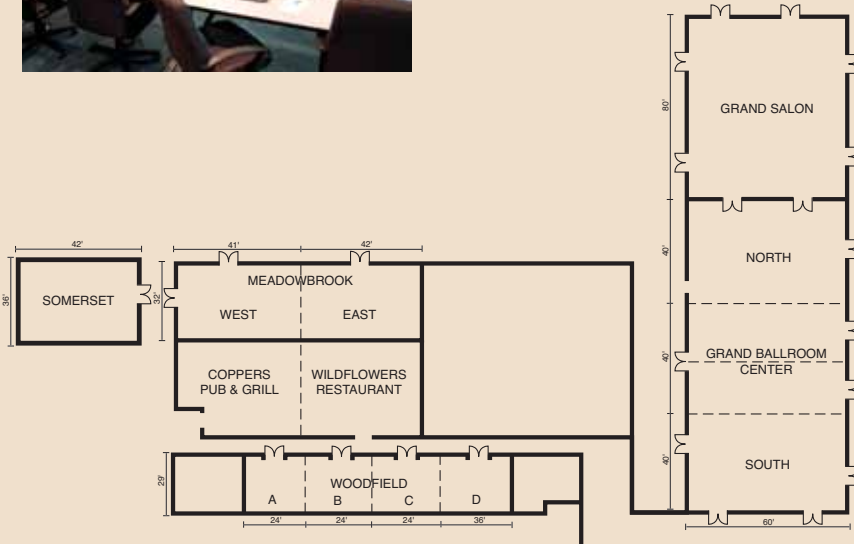 GRAND SALON
80'
NORTH
40'
GRAND BALLROOM
CENTER
40'
SOUTH
40'
60'
42'
36'
SOMERSET
41'
42'
32'
MEADOWBROOK
WEST
EAST
COPPERS
PUB & GRILL
WILDFLOWERS
RESTAURANT
29'
WOODFIELD
A
B
C
D
24'
24'
24'
36'